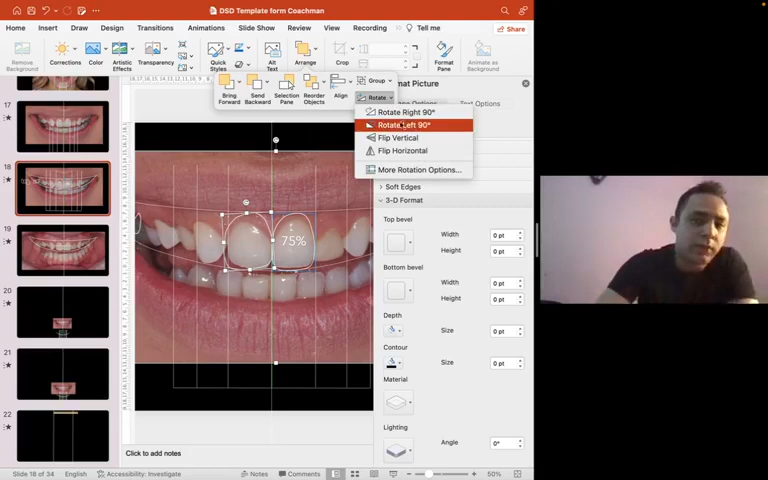 DSD Template form Coachman
Home Insert Draw Design Transitions Animations Slide Show Review View Recording Tell me Share
Remove Background Corrections Color Artistic Effects Transparency Quick Styles Alt Text Arrange Crop Format Pane Animate as Background
Bring Forward Send Backward Selection Pane Reorder Objects Align Group
Rotate
Rotate Right 90°
Rotate Left 90°
Flip Vertical
Flip Horizontal
More Rotation Options...
mat Picture
Text Options
Soft Edges
3-D Format
Top bevel
Width 0 pt
Height 0 pt
Bottom bevel
Width 0 pt
Height 0 pt
Depth
Size 0 pt
Contour
Size 0 pt
Material
Lighting
Angle 0°
17
18
19
20
21
22
75%
Click to add notes
Slide 18 of 34 English Accessibility: Investigate Notes Comments 50%